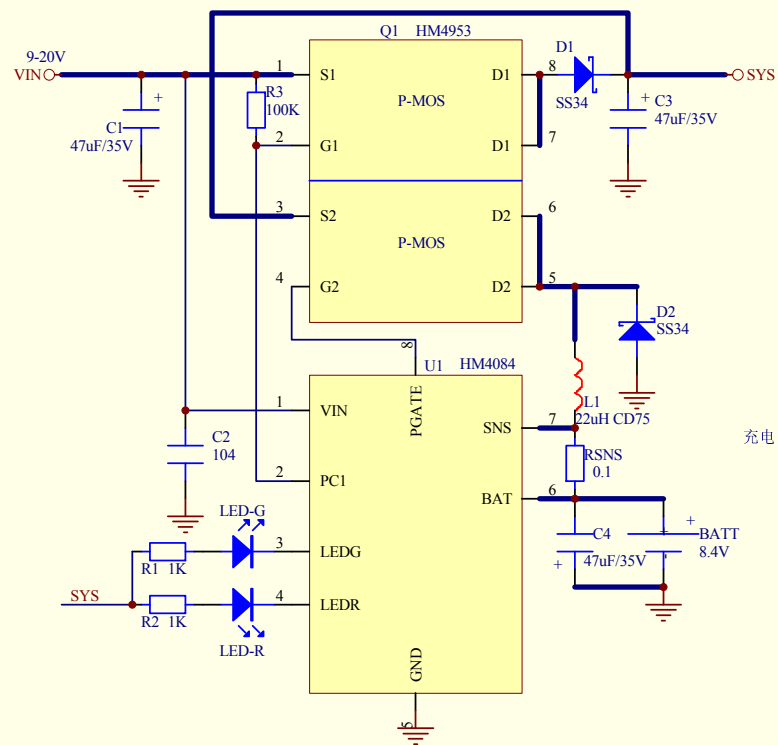 Q1 HM4953
D1
9-20V
VIN
1
S1
D1
8
SYS
R3
100K
P-MOS
SS34
C3
47uF/35V
C1
47uF/35V
2
G1
D1
7
3
S2
D2
6
P-MOS
4
G2
D2
5
D2
SS34
8
U1 HM4084
PGATE
L1
22uH CD75
1
VIN
SNS
7
充电
C2
104
RSNS
0.1
2
PC1
BAT
6
LED-G
C4
47uF/35V
BATT
8.4V
R1 1K
3
LEDG
SYS
R2 1K
4
LEDR
LED-R
GND
5